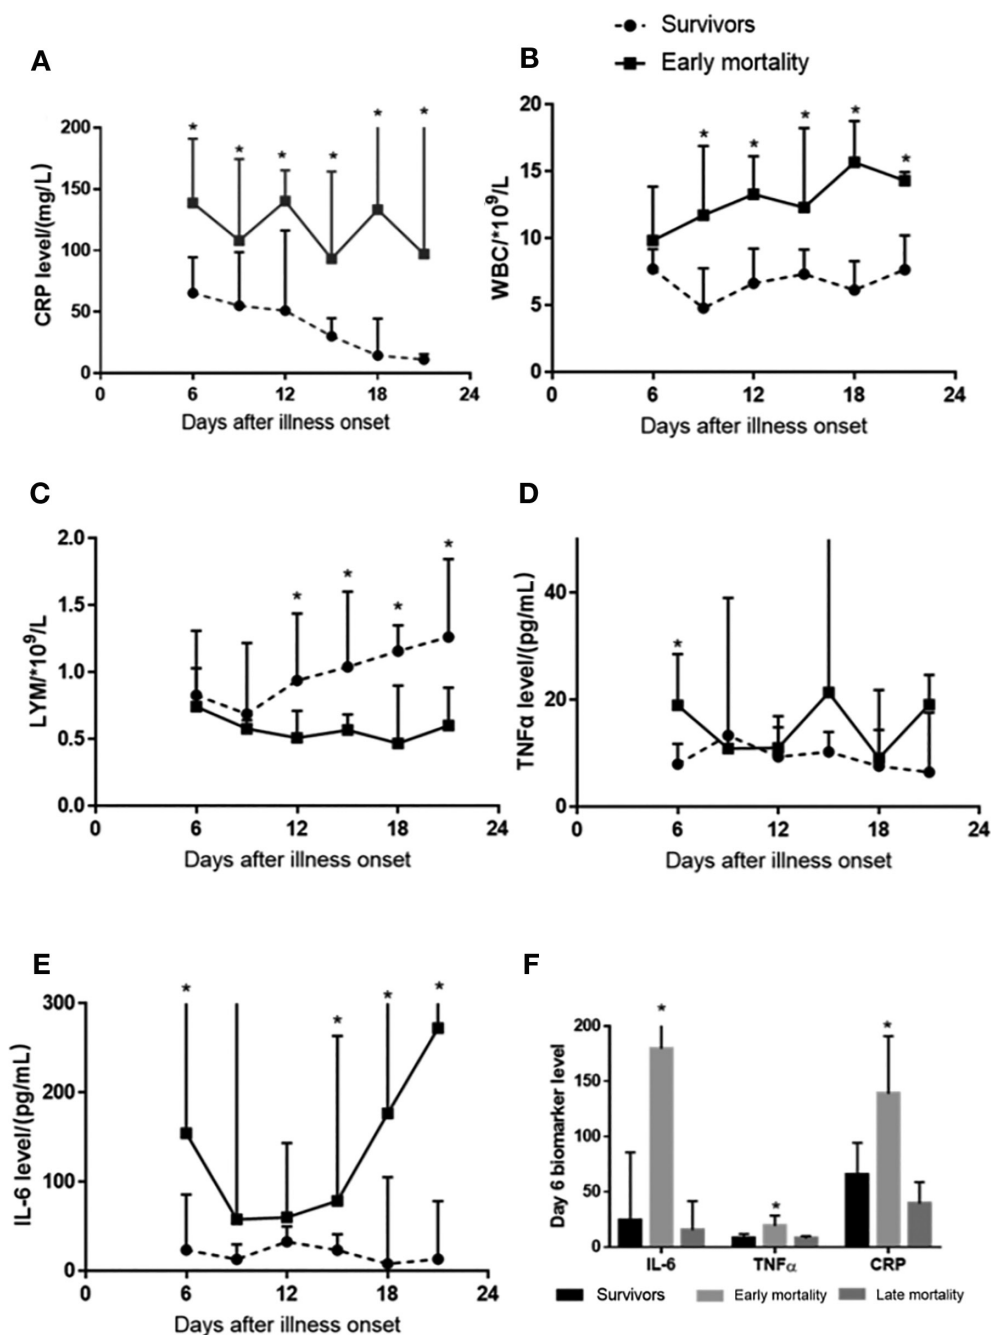 Survivors
Early mortality
A
CRP level/(mg/L)
200
150
100
50
0
* * * * * *
0 6 12 18 24
Days after illness onset
B
WBC/*10⁹/L
20
15
10
5
0
* * * * *
0 6 12 18 24
Days after illness onset
C
LYM/*10⁹/L
2.0
1.5
1.0
0.5
0.0
* * * *
0 6 12 18 24
Days after illness onset
D
TNFα level/(pg/mL)
40
20
0
*
0 6 12 18 24
Days after illness onset
E
IL-6 level/(pg/mL)
300
200
100
0
* * * *
0 6 12 18 24
Days after illness onset
F
Day 6 biomarker level
200
150
100
50
0
* * *
IL-6 TNFα CRP
Survivors Early mortality Late mortality